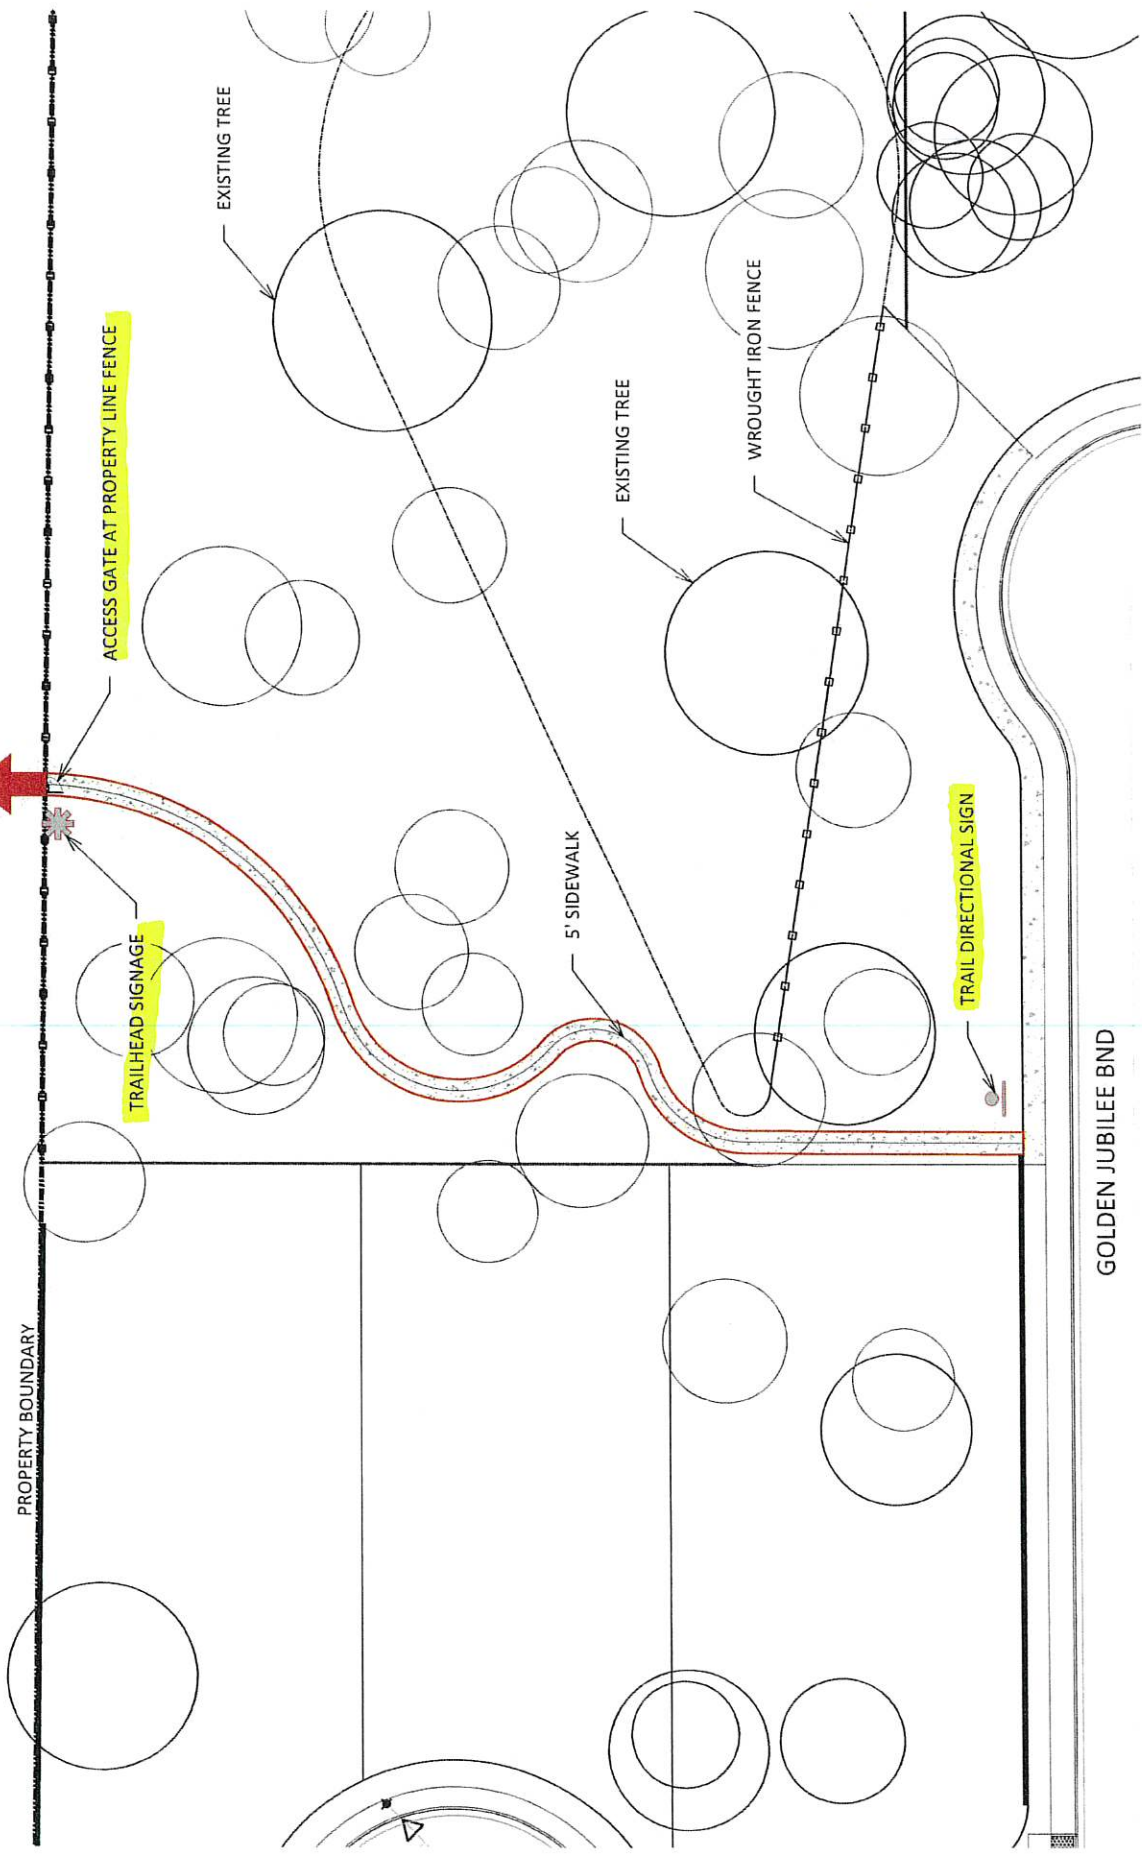 PROPERTY BOUNDARY
TRAILHEAD SIGNAGE
ACCESS GATE AT PROPERTY LINE FENCE
EXISTING TREE
5' SIDEWALK
EXISTING TREE
WROUGHT IRON FENCE
TRAIL DIRECTIONAL SIGN
GOLDEN JUBILEE BND